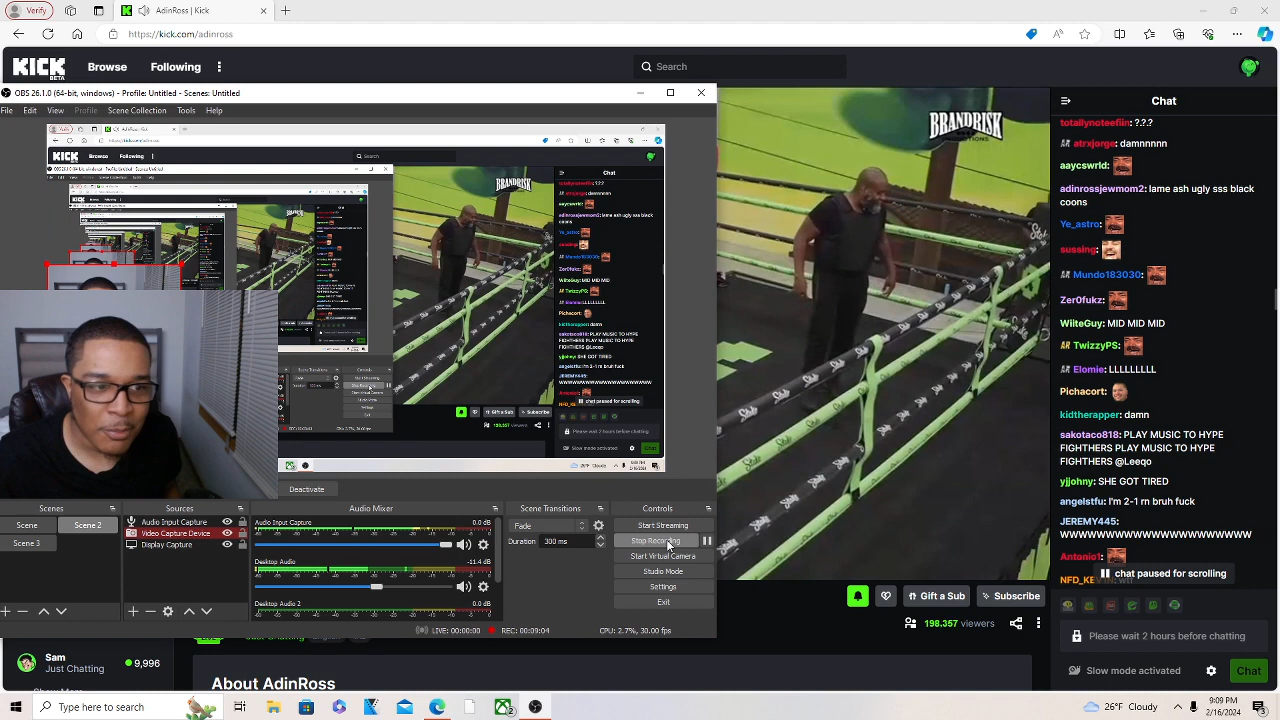 Verify
AdinRoss Kick
https://kick.com/adinross
KICK BETA
Browse
Following
Search
OBS 26.1.0 (64-bit, windows) - Profile: Untitled - Scenes: Untitled
File Edit View Profile Scene Collection Tools Help
BRANDRISK
PRODUCTIONS
Chat
totallynoteefiin: ???
atrxjorge: damnnnnn
aaycswrld:
adinrossjewmom2: lame ash ugly sss black
coons
Ye_astro:
sussing:
Mundo183030:
Zer0fukz:
WiiteGuy: MID MID MID
TwizzyPS:
Elomie: LLLLLLLL
Pichacort:
kidtherapper: damn
sakotaco818: PLAY MUSIC TO HYPE
FIGHTHERS PLAY MUSIC TO HYPE
FIGHTHERS @Leeqo
yjjohny: SHE GOT TIRED
angelstfu: I'm 2-1 rn bruh fuck
JEREMY445:
WWWWWWWWWWWWWWWWWWWW
Antonio1:
chat paused for scrolling
Please wait 2 hours before chatting
Slow mode activated
Chat
Deactivate
Scenes
Scene
Scene 2
Scene 3
Sources
Audio Input Capture
Video Capture Device
Display Capture
Audio Mixer
Audio Input Capture 0.0 dB
Desktop Audio -11.4 dB
Desktop Audio 2 0.0 dB
Scene Transitions
Fade
Duration 300 ms
Controls
Start Streaming
Stop Recording
Start Virtual Camera
Studio Mode
Settings
Exit
LIVE: 00:00:00 REC: 00:09:04 CPU: 2.7%, 30.00 fps
Gift a Sub
Subscribe
198.357 viewers
Sam
Just Chatting
9,996
Just Chatting
About AdinRoss
Type here to search
26°F Cloudy
9:09 PM
2/16/2024